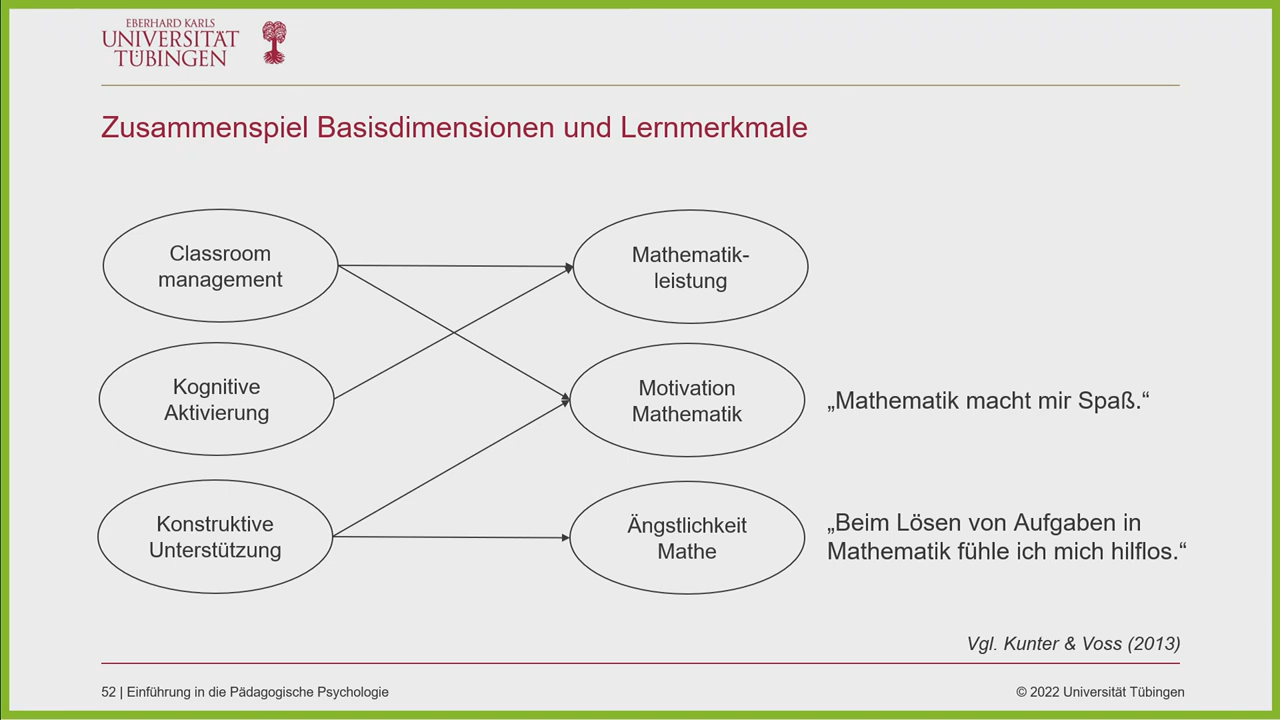 EBERHARD KARLS
UNIVERSITÄT
TÜBINGEN
Zusammenspiel Basisdimensionen und Lernmerkmale
Classroom
management
Mathematik-
leistung
Kognitive
Aktivierung
Motivation
Mathematik
„Mathematik macht mir Spaß.“
Konstruktive
Unterstützung
Ängstlichkeit
Mathe
„Beim Lösen von Aufgaben in
Mathematik fühle ich mich hilflos.“
Vgl. Kunter & Voss (2013)
52 | Einführung in die Pädagogische Psychologie
© 2022 Universität Tübingen